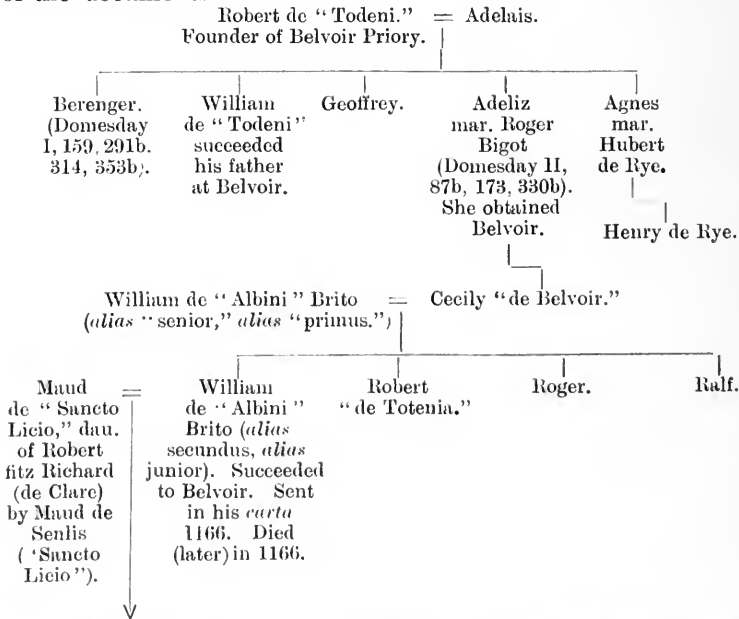 Robert de “Todeni.” = Adelais.
Founder of Belvoir Priory.
Berenger.
(Domesday
I, 159, 291b.
314, 353b).
William
de “Todeni”
succeeded
his father
at Belvoir.
Geoffrey.
Adeliz
mar. Roger
Bigot
(Domesday II,
87b, 173, 330b).
She obtained
Belvoir.
Agnes
mar.
Hubert
de Rye.
Henry de Rye.
William de “Albini” Brito = Cecily “de Belvoir.”
(alias “senior,” alias “primus.”)
Maud
de “Sancto
Licio,” dau.
of Robert
fitz Richard
(de Clare)
by Maud de
Senlis
(‘Sancto
Licio”).
=
William
de “Albini”
Brito (alias
secundus, alias
junior). Succeeded
to Belvoir. Sent
in his carta
1166. Died
(later) in 1166.
Robert
“de Totenia.”
Roger.
Ralf.